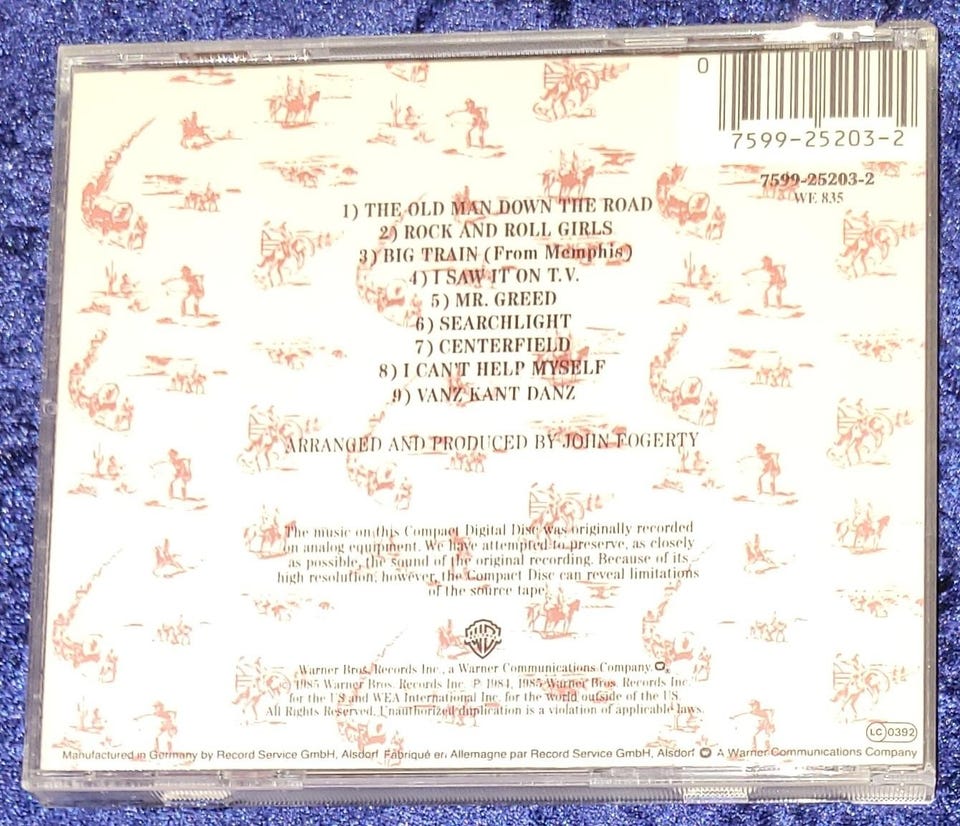 0
7599-25203-2
7599-25203-2
WE 835
1) THE OLD MAN DOWN THE ROAD
2) ROCK AND ROLL GIRLS
3) BIG TRAIN (From Memphis)
4) I SAW IT ON T.V.
5) MR. GREED
6) SEARCHLIGHT
7) CENTERFIELD
8) I CAN'T HELP MYSELF
9) VANZ KANT DANZ
ARRANGED AND PRODUCED BY JOHN FOGERTY
The music on this Compact Digital Disc was originally recorded
on analog equipment. We have attempted to preserve, as closely
as possible, the sound of the original recording. Because of its
high resolution, however, the Compact Disc can reveal limitations
of the source tape.
Warner Bros. Records Inc., a Warner Communications Company.
© 1985 Warner Bros. Records Inc. ℗ 1984, 1985 Warner Bros. Records Inc.
for the US and WEA International Inc. for the world outside of the US.
All Rights Reserved. Unauthorized duplication is a violation of applicable laws.
LC 0392
Manufactured in Germany by Record Service GmbH, Alsdorf. Fabriqué en Allemagne par Record Service GmbH, Alsdorf A Warner Communications Company